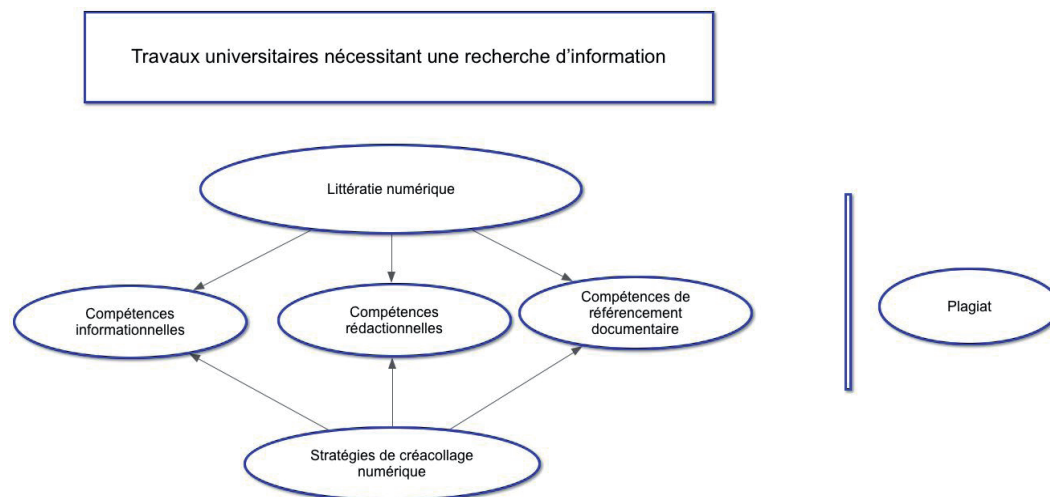 Travaux universitaires nécessitant une recherche d’information
Littératie numérique
Compétences
informationnelles
Compétences
rédactionnelles
Compétences de
référencement
documentaire
Plagiat
Stratégies de créacollage
numérique